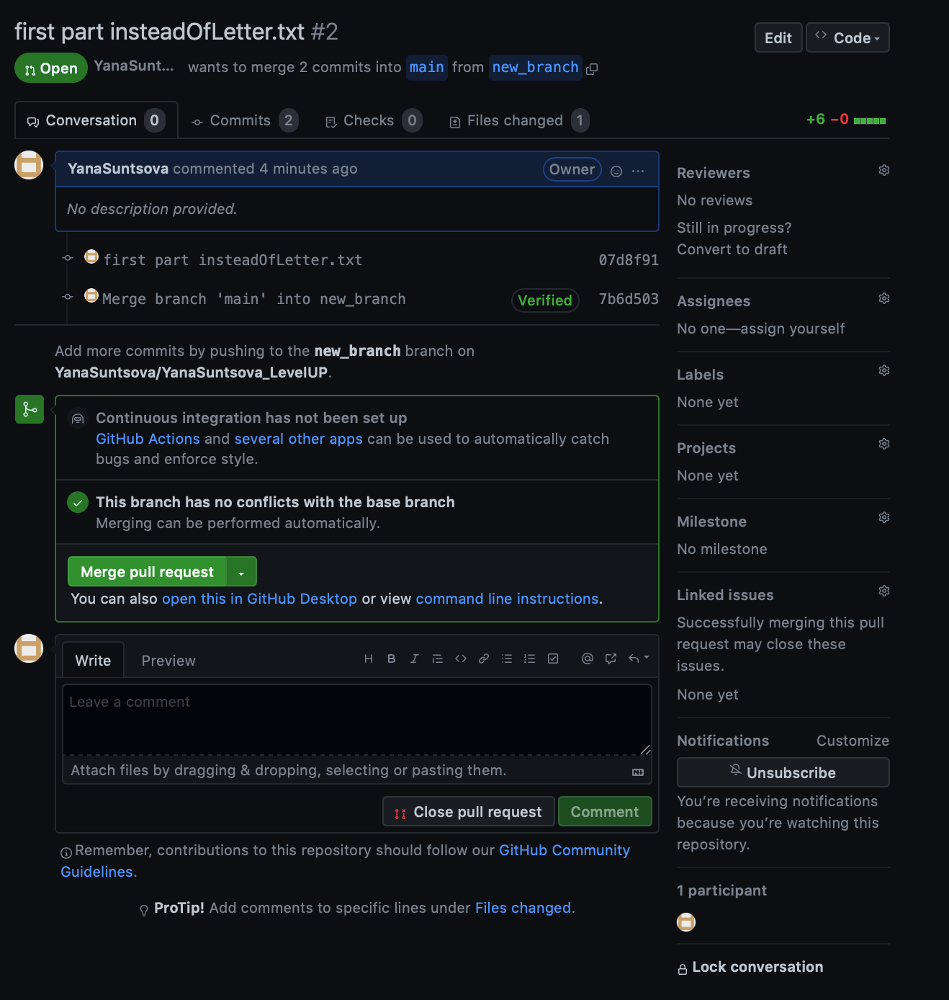 first part insteadOfLetter.txt #2
Edit
Code
Open
YanaSunt... wants to merge 2 commits into main from new_branch
Conversation 0
Commits 2
Checks 0
Files changed 1
+6 −0
YanaSuntsova commented 4 minutes ago
Owner
No description provided.
first part insteadOfLetter.txt 07d8f91
Merge branch 'main' into new_branch Verified 7b6d503
Add more commits by pushing to the new_branch branch on
YanaSuntsova/YanaSuntsova_LevelUP.
Continuous integration has not been set up
GitHub Actions and several other apps can be used to automatically catch
bugs and enforce style.
This branch has no conflicts with the base branch
Merging can be performed automatically.
Merge pull request
You can also open this in GitHub Desktop or view command line instructions.
Write
Preview
Leave a comment
Attach files by dragging & dropping, selecting or pasting them.
Close pull request
Comment
Remember, contributions to this repository should follow our GitHub Community
Guidelines.
ProTip! Add comments to specific lines under Files changed.
Reviewers
No reviews
Still in progress?
Convert to draft
Assignees
No one—assign yourself
Labels
None yet
Projects
None yet
Milestone
No milestone
Linked issues
Successfully merging this pull
request may close these
issues.
None yet
Notifications
Customize
Unsubscribe
You’re receiving notifications
because you’re watching this
repository.
1 participant
Lock conversation